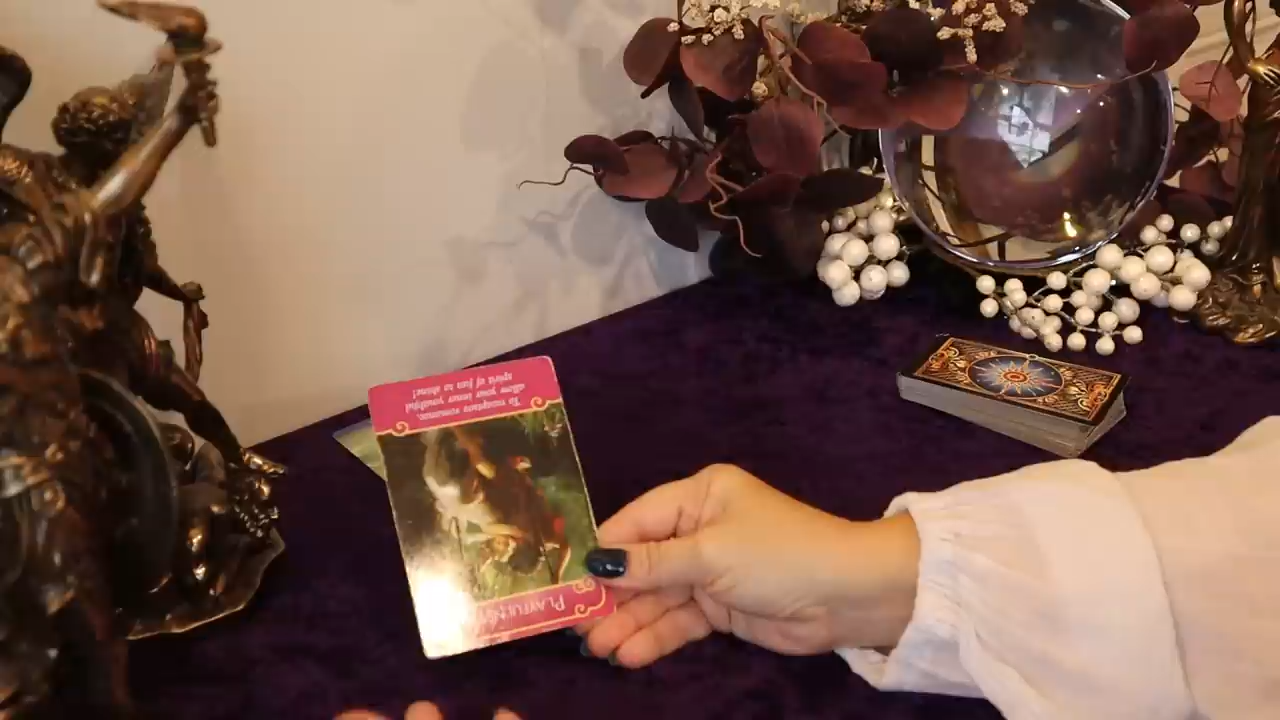 PLAYFULNESS
To recapture romance,
allow your inner youthful
spirit of fun to shine!